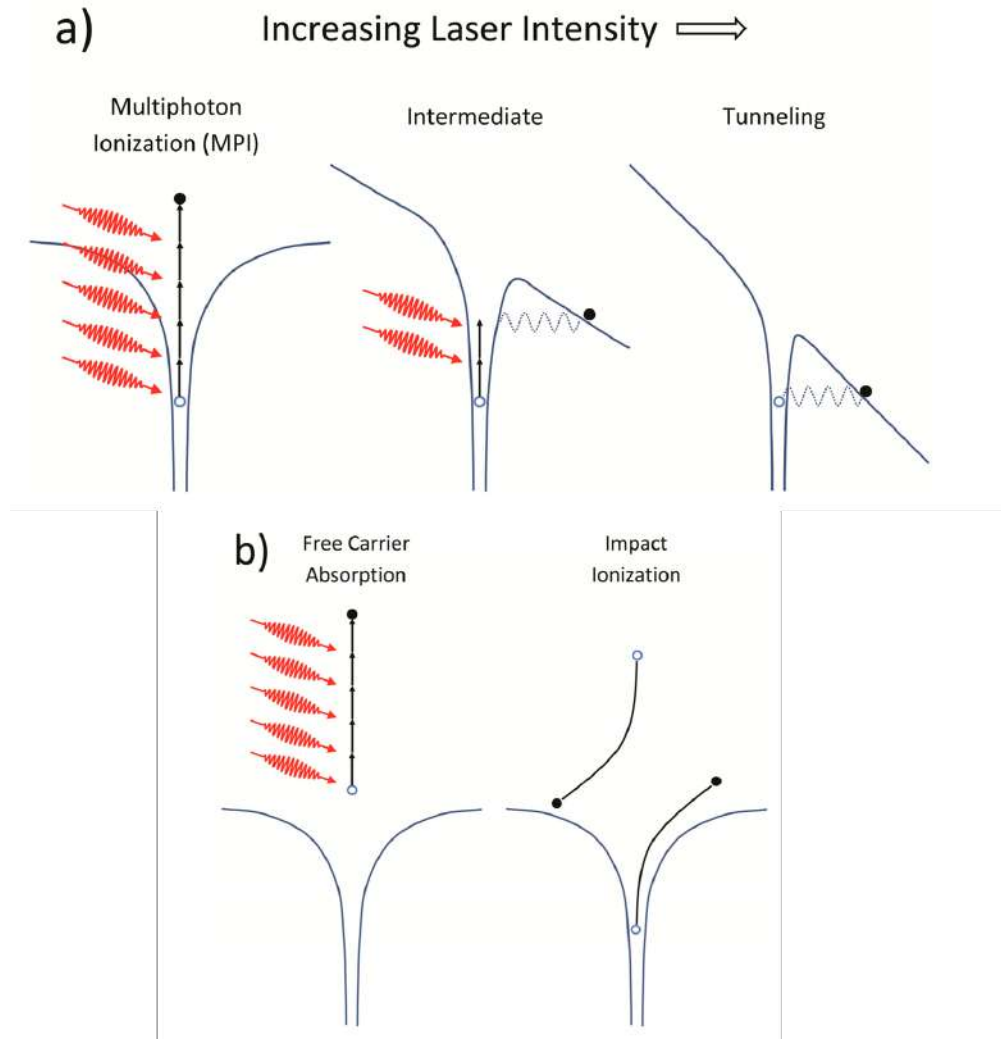 a)
Increasing Laser Intensity
Multiphoton
Ionization (MPI)
Intermediate
Tunneling
b)
Free Carrier
Absorption
Impact
Ionization